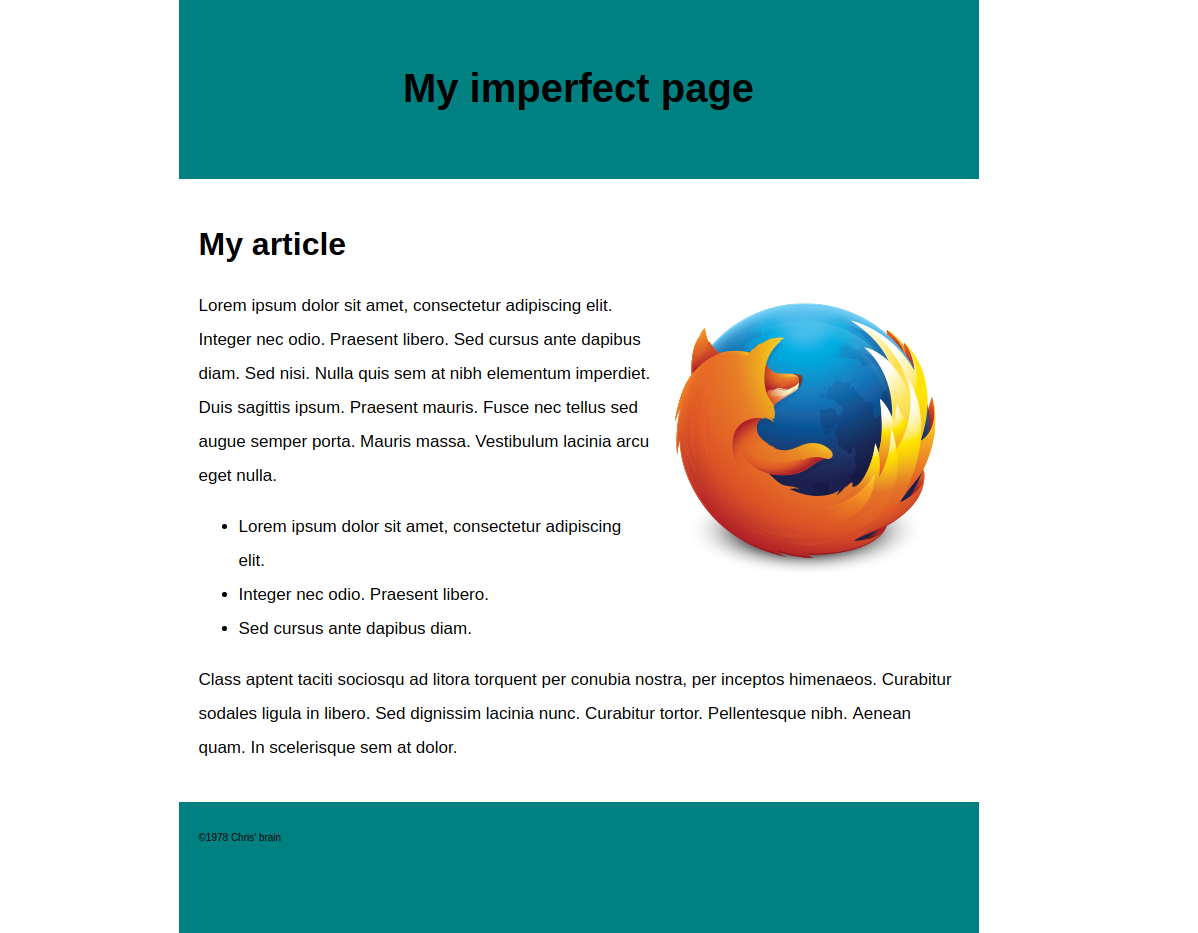 My imperfect page
My article
Lorem ipsum dolor sit amet, consectetur adipiscing elit.
Integer nec odio. Praesent libero. Sed cursus ante dapibus
diam. Sed nisi. Nulla quis sem at nibh elementum imperdiet.
Duis sagittis ipsum. Praesent mauris. Fusce nec tellus sed
augue semper porta. Mauris massa. Vestibulum lacinia arcu
eget nulla.
• Lorem ipsum dolor sit amet, consectetur adipiscing
elit.
• Integer nec odio. Praesent libero.
• Sed cursus ante dapibus diam.
Class aptent taciti sociosqu ad litora torquent per conubia nostra, per inceptos himenaeos. Curabitur
sodales ligula in libero. Sed dignissim lacinia nunc. Curabitur tortor. Pellentesque nibh. Aenean
quam. In scelerisque sem at dolor.
©1978 Chris' brain